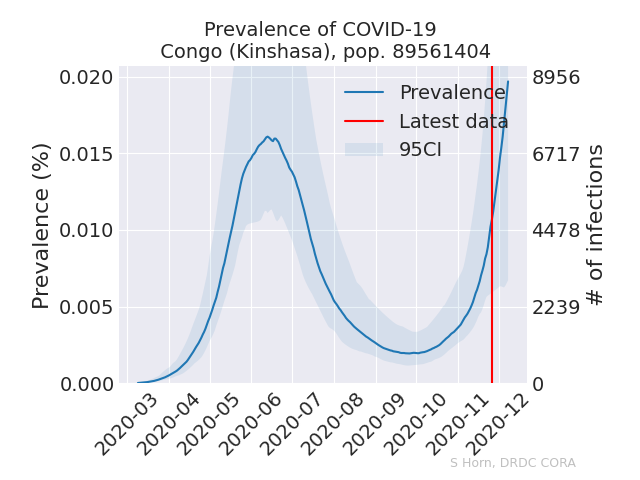 Prevalence of COVID-19
Congo (Kinshasa), pop. 89561404
Prevalence (%)
0.020
0.015
0.010
0.005
0.000
Prevalence
Latest data
95CI
8956
6717
4478
2239
0
# of infections
2020-03
2020-04
2020-05
2020-06
2020-07
2020-08
2020-09
2020-10
2020-11
2020-12
S Horn, DRDC CORA